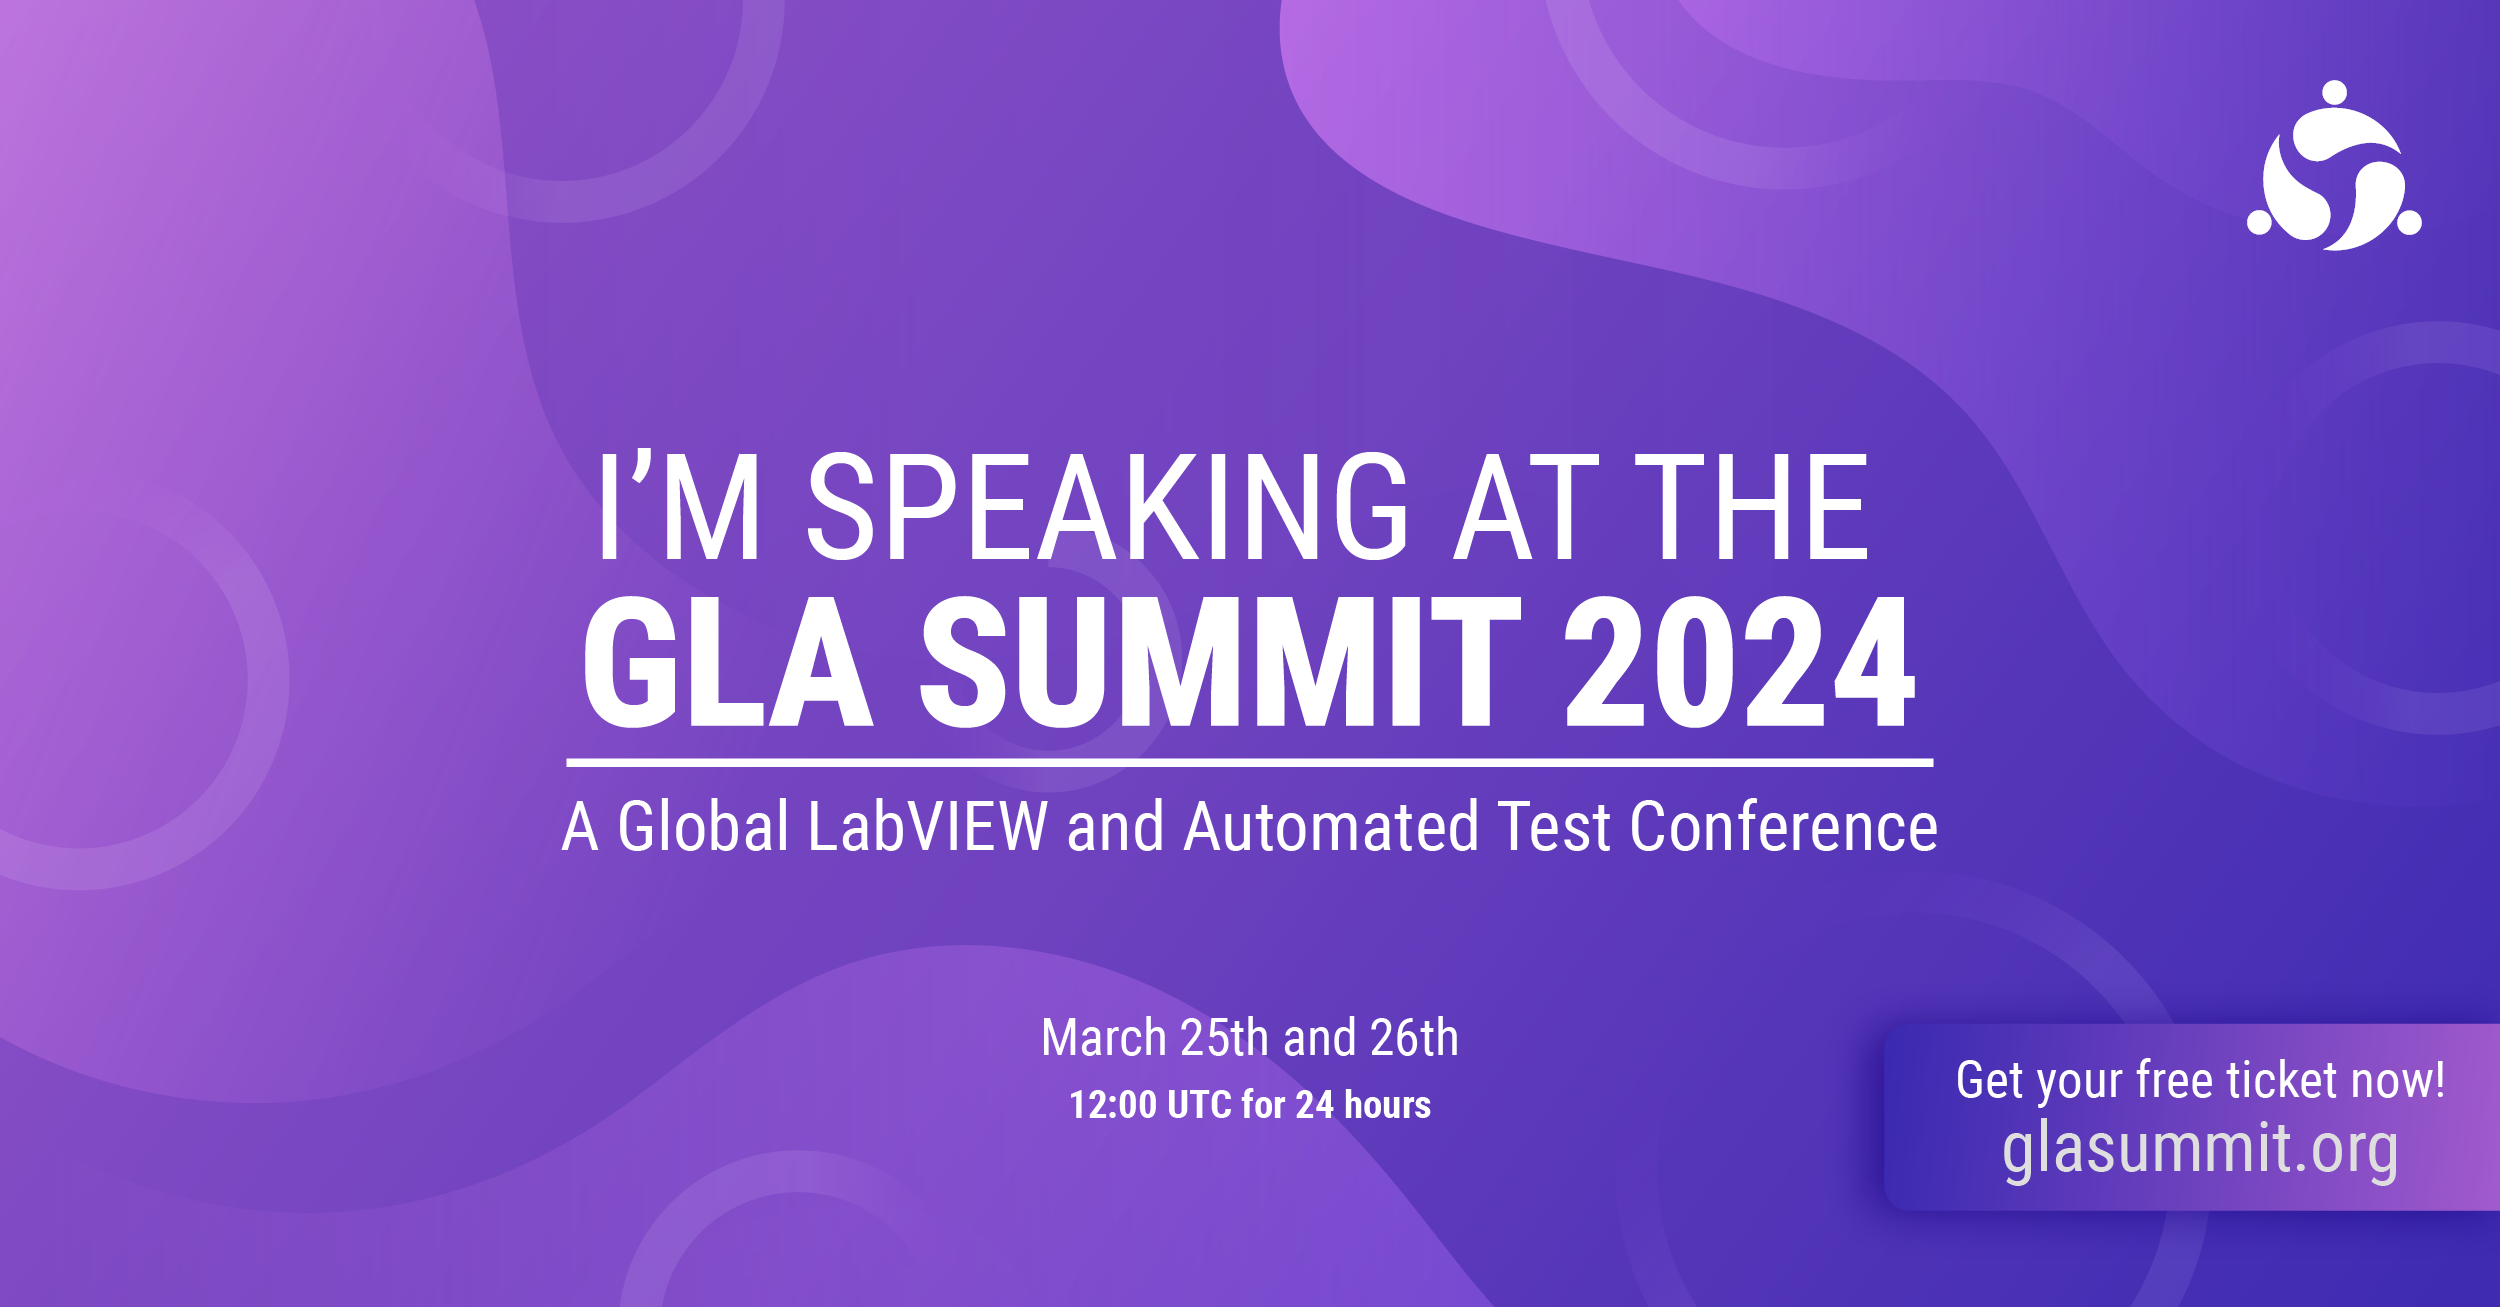 I’M SPEAKING AT THE
GLA SUMMIT 2024
A Global LabVIEW and Automated Test Conference
March 25th and 26th
12:00 UTC for 24 hours
Get your free ticket now!
glasummit.org